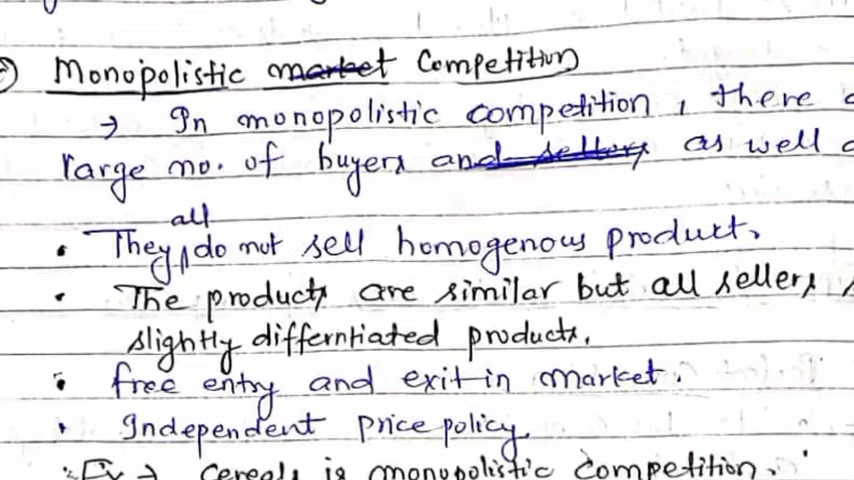 Monopolistic market Competition
→ In monopolistic competition, there
large no. of buyers and sellers as well
all
• They do not sell homogenous product.
• The products are similar but all sellers
slightly differntiated products.
• free entry and exit in market.
• Independent price policy.
Ex → cereals is monopolistic competition.